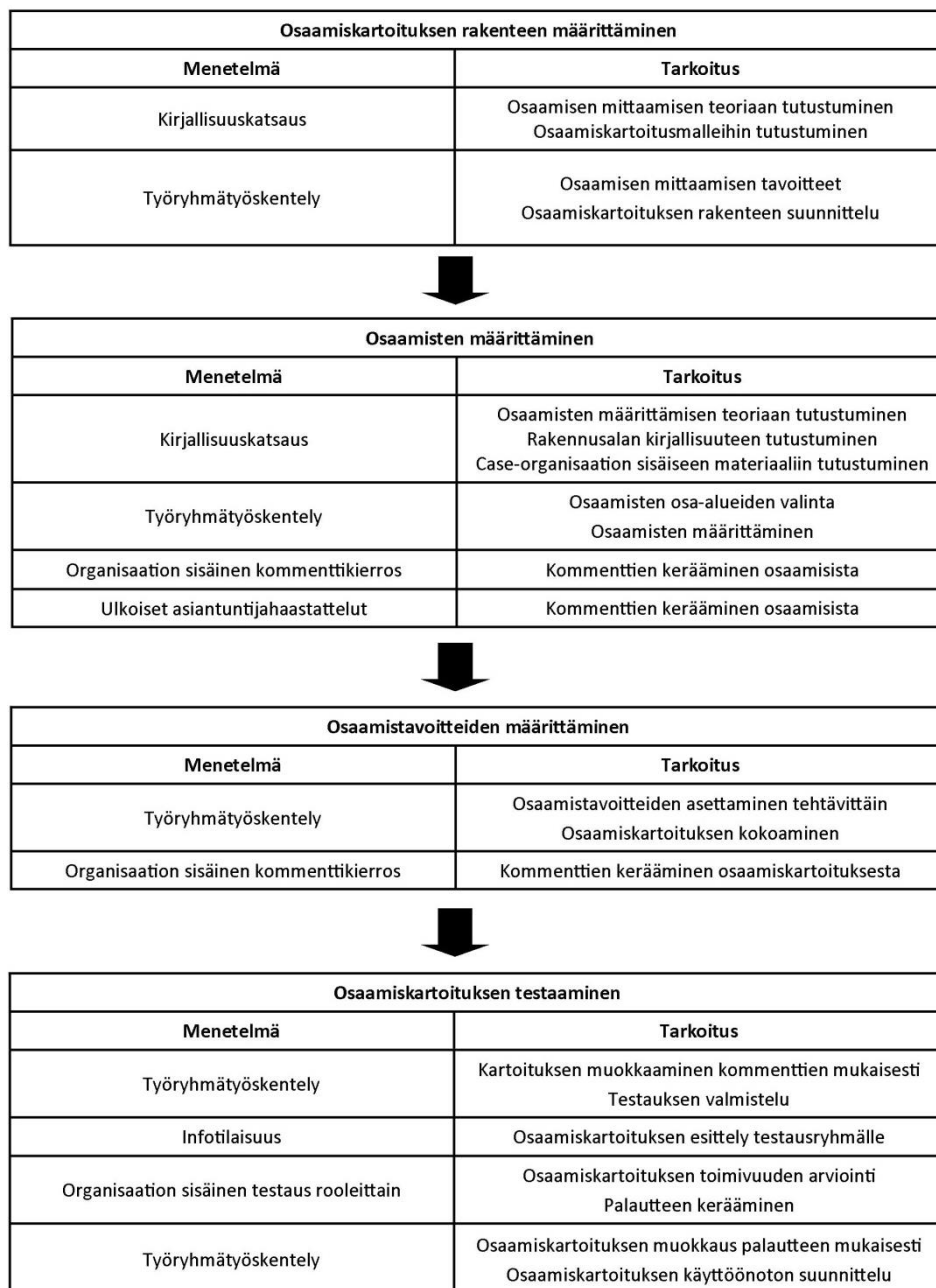 Osaamiskartoituksen rakenteen määrittäminen
Menetelmä
Tarkoitus
Kirjallisuuskatsaus
Osaamisen mittaamisen teoriaan tutustuminen
Osaamiskartoitusmalleihin tutustuminen
Työryhmätyöskentely
Osaamisen mittaamisen tavoitteet
Osaamiskartoituksen rakenteen suunnittelu
Osaamisten määrittäminen
Menetelmä
Tarkoitus
Kirjallisuuskatsaus
Osaamisten määrittämisen teoriaan tutustuminen
Rakennusalan kirjallisuuteen tutustuminen
Case-organisaation sisäiseen materiaaliin tutustuminen
Työryhmätyöskentely
Osaamisten osa-alueiden valinta
Osaamisten määrittäminen
Organisaation sisäinen kommenttikierros
Kommenttien kerääminen osaamisista
Ulkoiset asiantuntijahaastattelut
Kommenttien kerääminen osaamisista
Osaamistavoitteiden määrittäminen
Menetelmä
Tarkoitus
Työryhmätyöskentely
Osaamistavoitteiden asettaminen tehtävittäin
Osaamiskartoituksen kokoaminen
Organisaation sisäinen kommenttikierros
Kommenttien kerääminen osaamiskartoituksesta
Osaamiskartoituksen testaaminen
Menetelmä
Tarkoitus
Työryhmätyöskentely
Kartoituksen muokkaaminen kommenttien mukaisesti
Testauksen valmistelu
Infotilaisuus
Osaamiskartoituksen esittely testausryhmälle
Organisaation sisäinen testaus rooleittain
Osaamiskartoituksen toimivuuden arviointi
Palautteen kerääminen
Työryhmätyöskentely
Osaamiskartoituksen muokkaus palautteen mukaisesti
Osaamiskartoituksen käyttöönoton suunnittelu